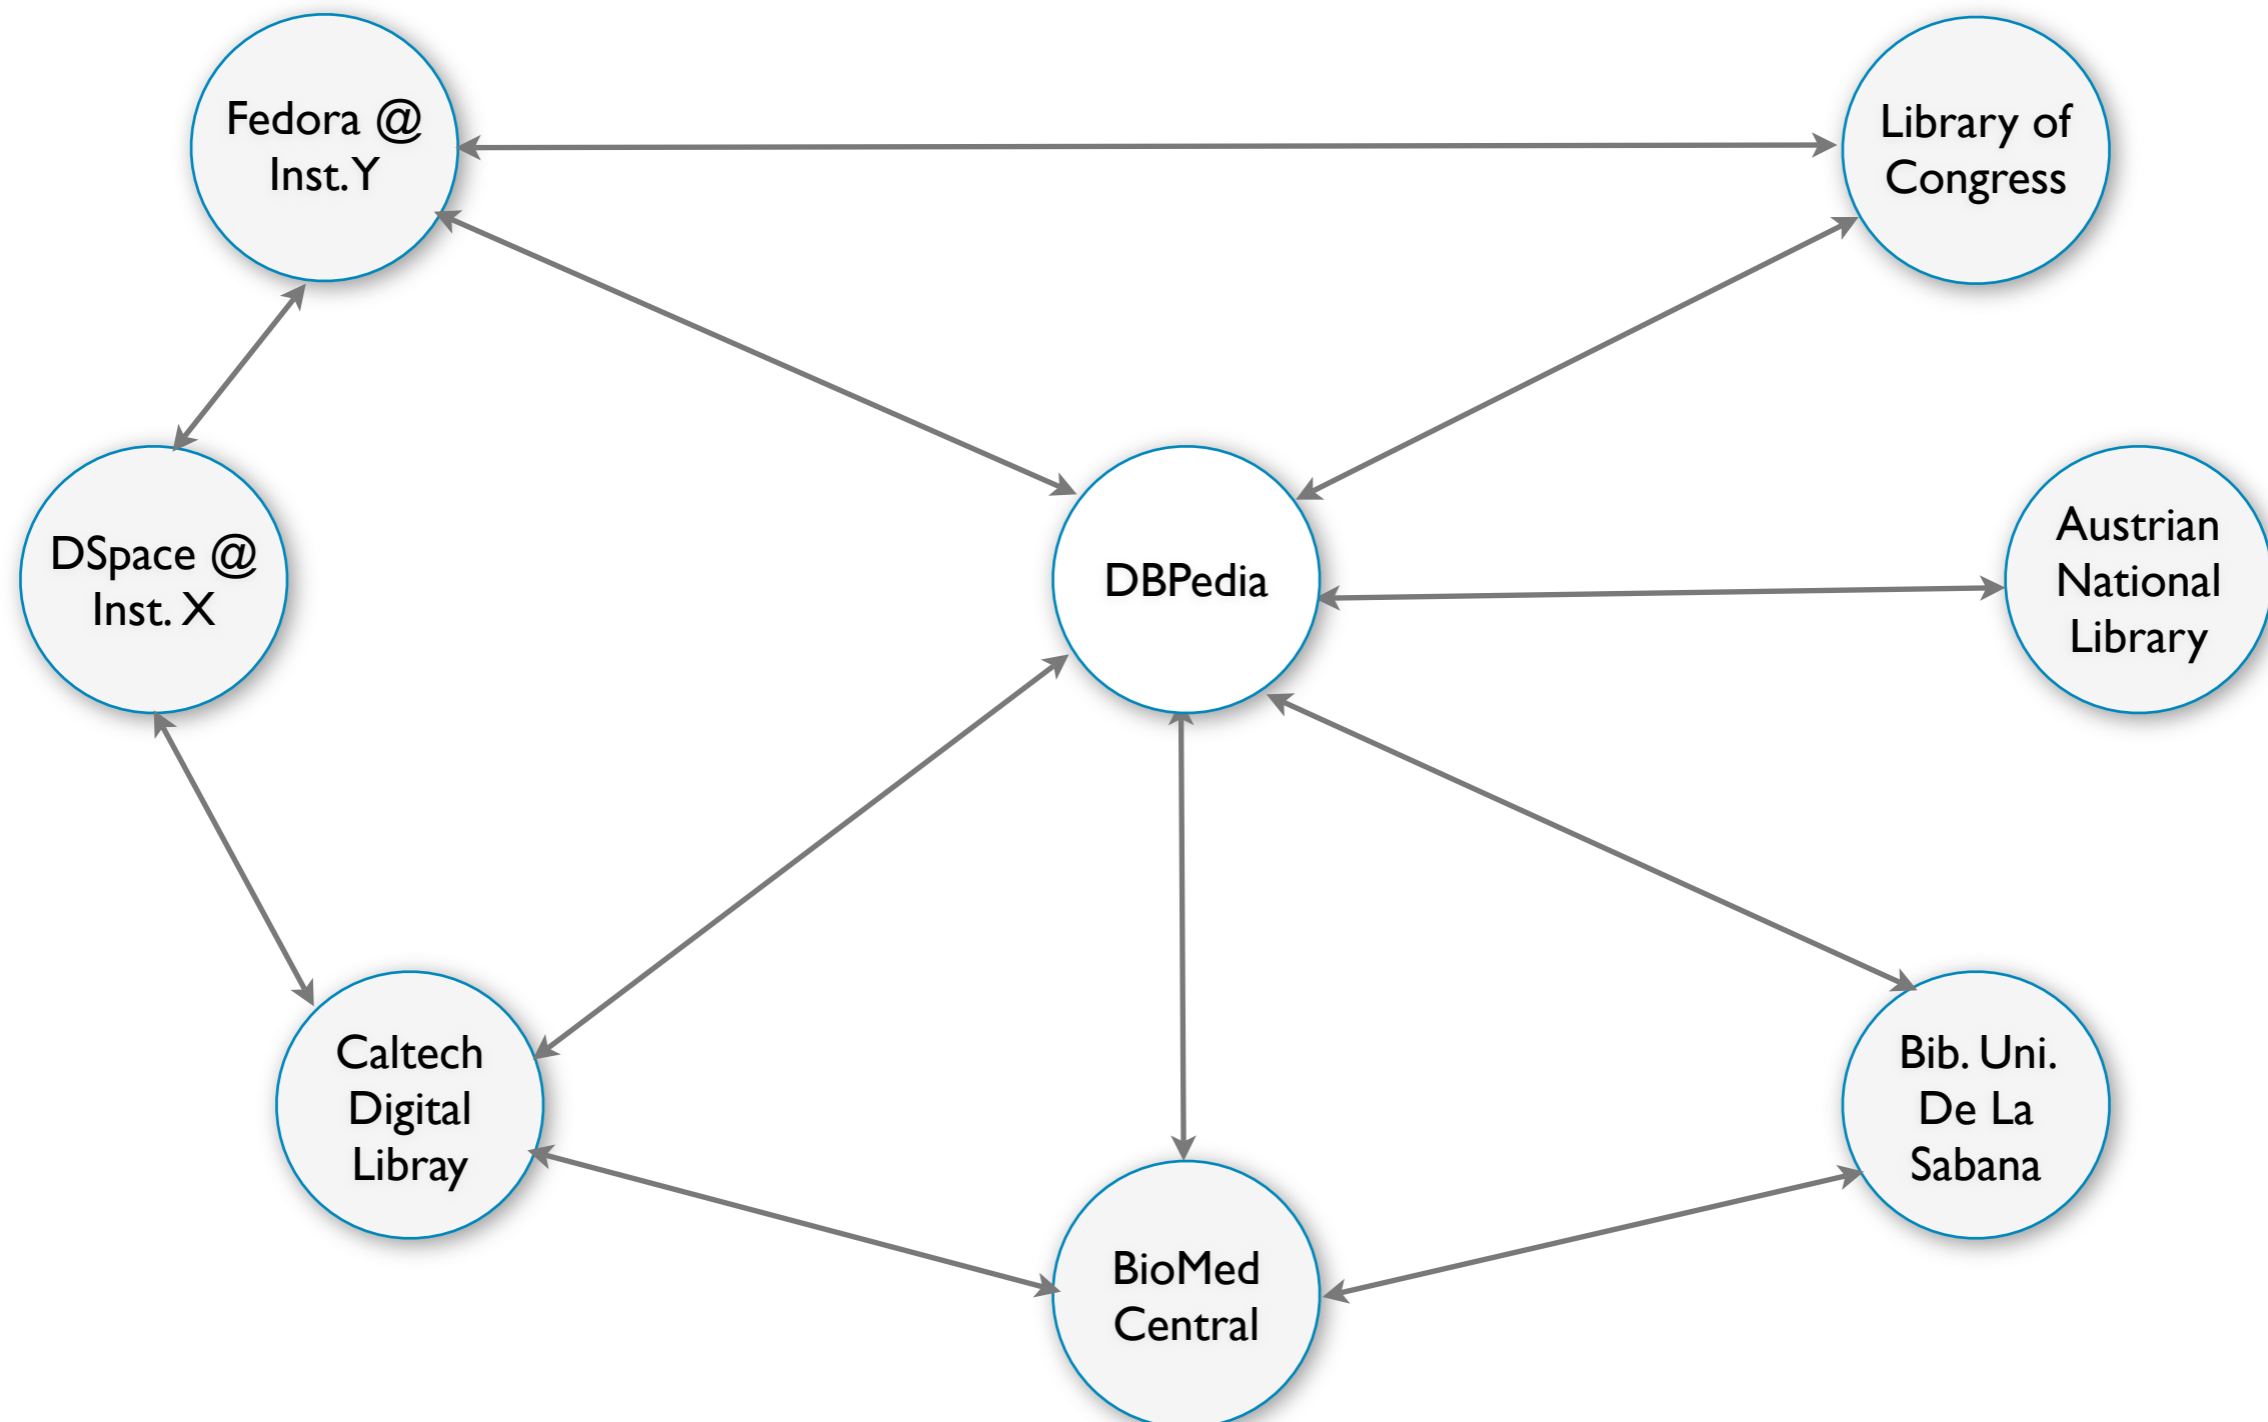 Fedora @
Inst. Y
Library of
Congress
DSpace @
Inst. X
DBPedia
Austrian
National
Library
Caltech
Digital
Libray
BioMed
Central
Bib. Uni.
De La
Sabana